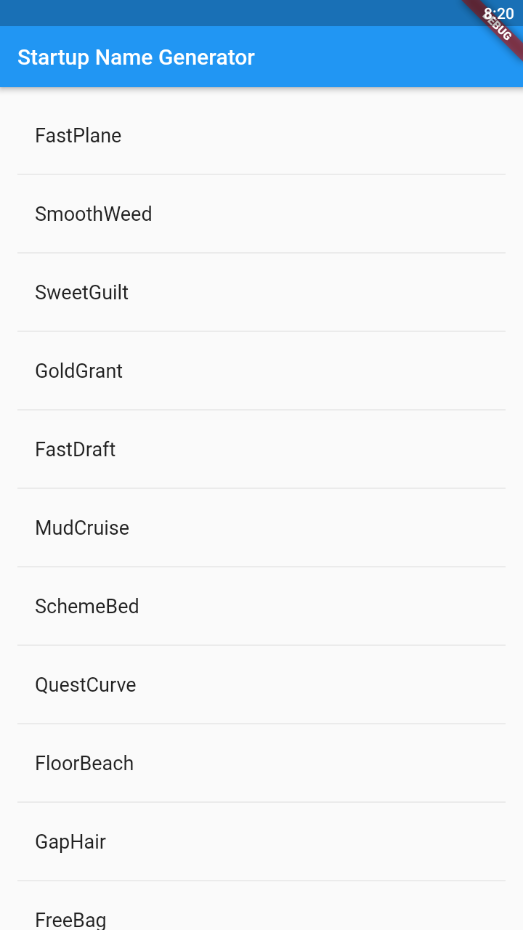 8:20
DEBUG
Startup Name Generator
FastPlane
SmoothWeed
SweetGuilt
GoldGrant
FastDraft
MudCruise
SchemeBed
QuestCurve
FloorBeach
GapHair
FreeBag